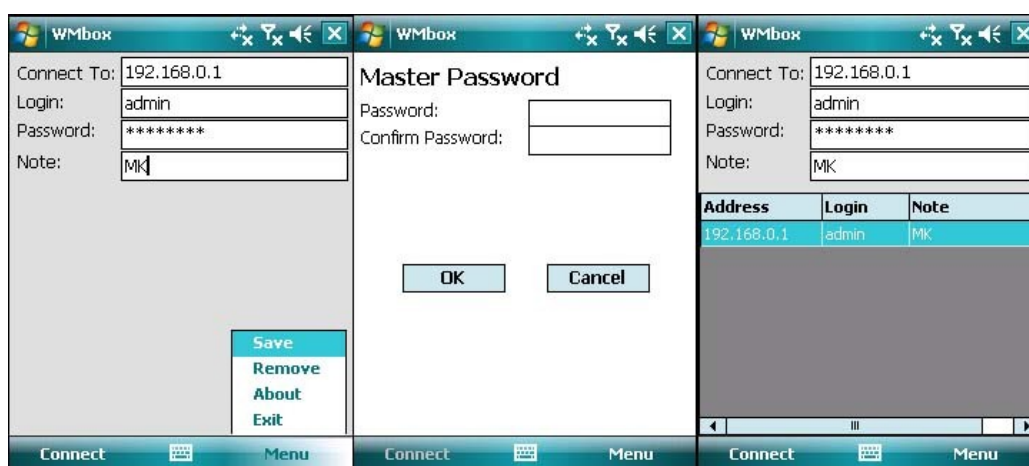 WMbox
Connect To: 192.168.0.1
Login: admin
Password: ********
Note: MK
Save
Remove
About
Exit
Connect Menu
WMbox
Master Password
Password:
Confirm Password:
OK Cancel
Connect Menu
WMbox
Connect To: 192.168.0.1
Login: admin
Password: ********
Note: MK
Address Login Note
192.168.0.1 admin MK
Connect Menu